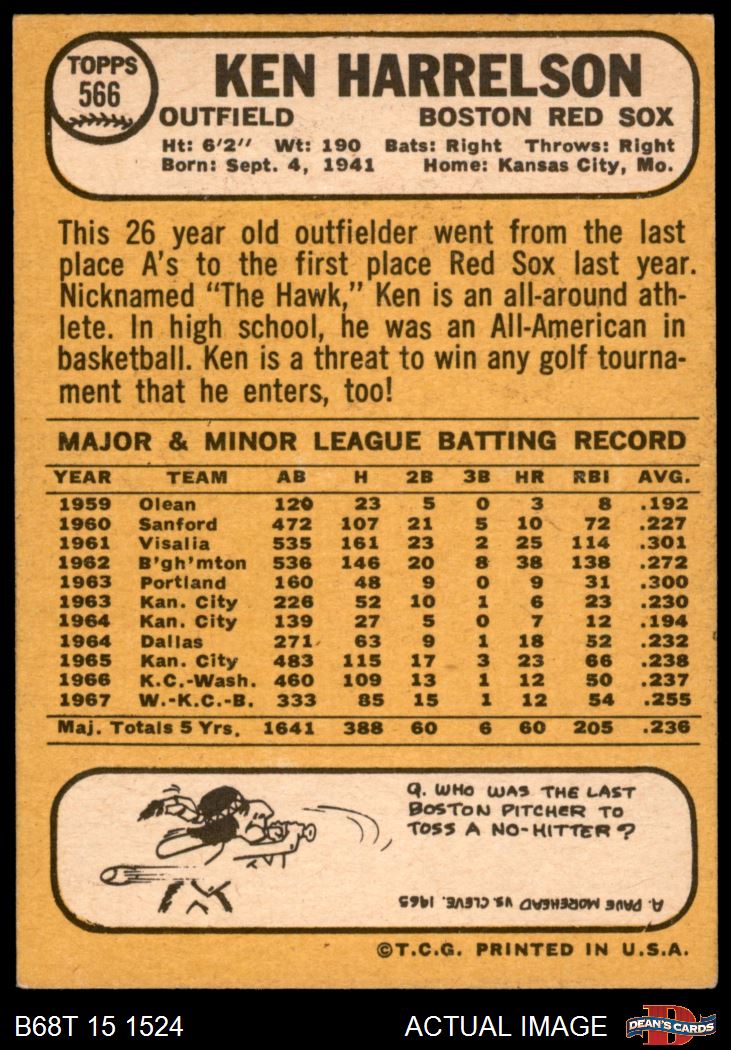 TOPPS
566
KEN HARRELSON
OUTFIELD BOSTON RED SOX
Ht: 6'2" Wt: 190 Bats: Right Throws: Right
Born: Sept. 4, 1941 Home: Kansas City, Mo.
This 26 year old outfielder went from the last
place A's to the first place Red Sox last year.
Nicknamed "The Hawk," Ken is an all-around ath-
lete. In high school, he was an All-American in
basketball. Ken is a threat to win any golf tourna-
ment that he enters, too!
MAJOR & MINOR LEAGUE BATTING RECORD
YEAR TEAM AB H 2B 3B HR RBI AVG.
1959 Olean 120 23 5 0 3 8 .192
1960 Sanford 472 107 21 5 10 72 .227
1961 Visalia 535 161 23 2 25 114 .301
1962 B'gh'mton 536 146 20 8 38 138 .272
1963 Portland 160 48 9 0 9 31 .300
1963 Kan. City 226 52 10 1 6 23 .230
1964 Kan. City 139 27 5 0 7 12 .194
1964 Dallas 271 63 9 1 18 52 .232
1965 Kan. City 483 115 17 3 23 66 .238
1966 K.C.-Wash. 460 109 13 1 12 50 .237
1967 W.-K.C.-B. 333 85 15 1 12 54 .255
Maj. Totals 5 Yrs. 1641 388 60 6 60 205 .236
Q. WHO WAS THE LAST
BOSTON PITCHER TO
TOSS A NO-HITTER?
A. DAVE MOREHEAD VS. CLEVE. 1965
©T.C.G. PRINTED IN U.S.A.
B68T 15 1524 ACTUAL IMAGE DEAN'S CARDS